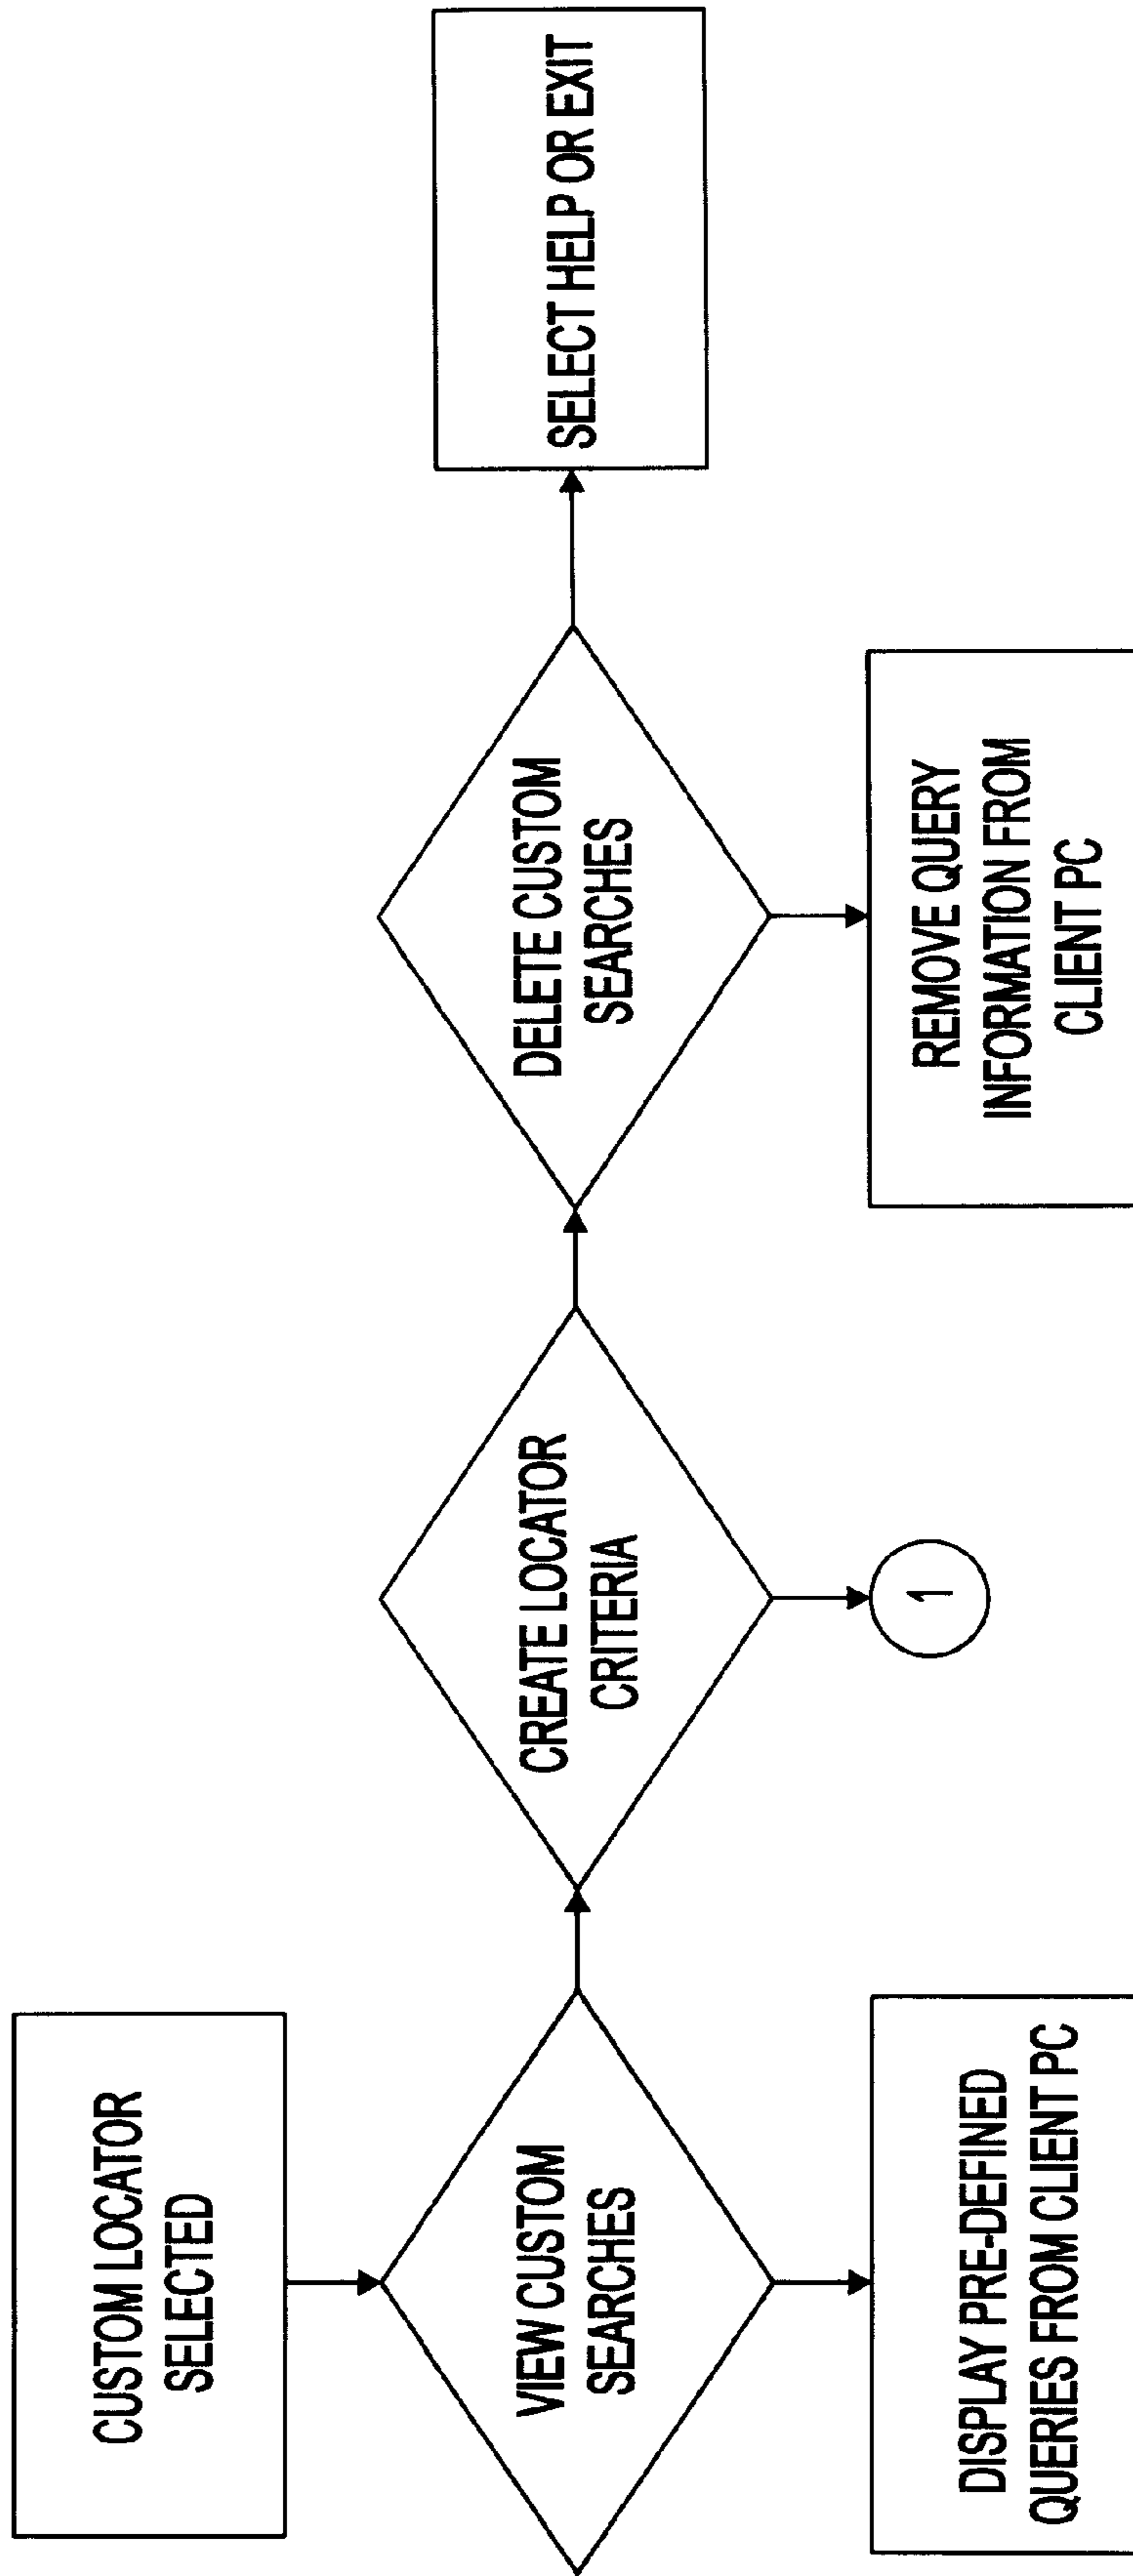 CUSTOM LOCATOR
SELECTED
VIEW CUSTOM
SEARCHES
DISPLAY PRE-DEFINED
QUERIES FROM CLIENT PC
CREATE LOCATOR
CRITERIA
1
DELETE CUSTOM
SEARCHES
REMOVE QUERY
INFORMATION FROM
CLIENT PC
SELECT HELP OR EXIT